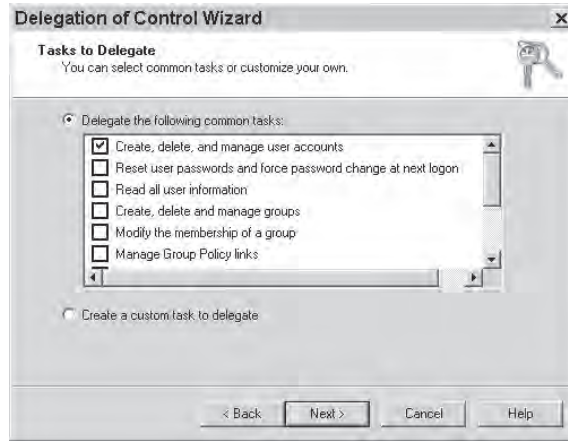 Delegation of Control Wizard
Tasks to Delegate
You can select common tasks or customize your own.
Delegate the following common tasks:
Create, delete, and manage user accounts
Reset user passwords and force password change at next logon
Read all user information
Create, delete and manage groups
Modify the membership of a group
Manage Group Policy links
Create a custom task to delegate
< Back
Next >
Cancel
Help